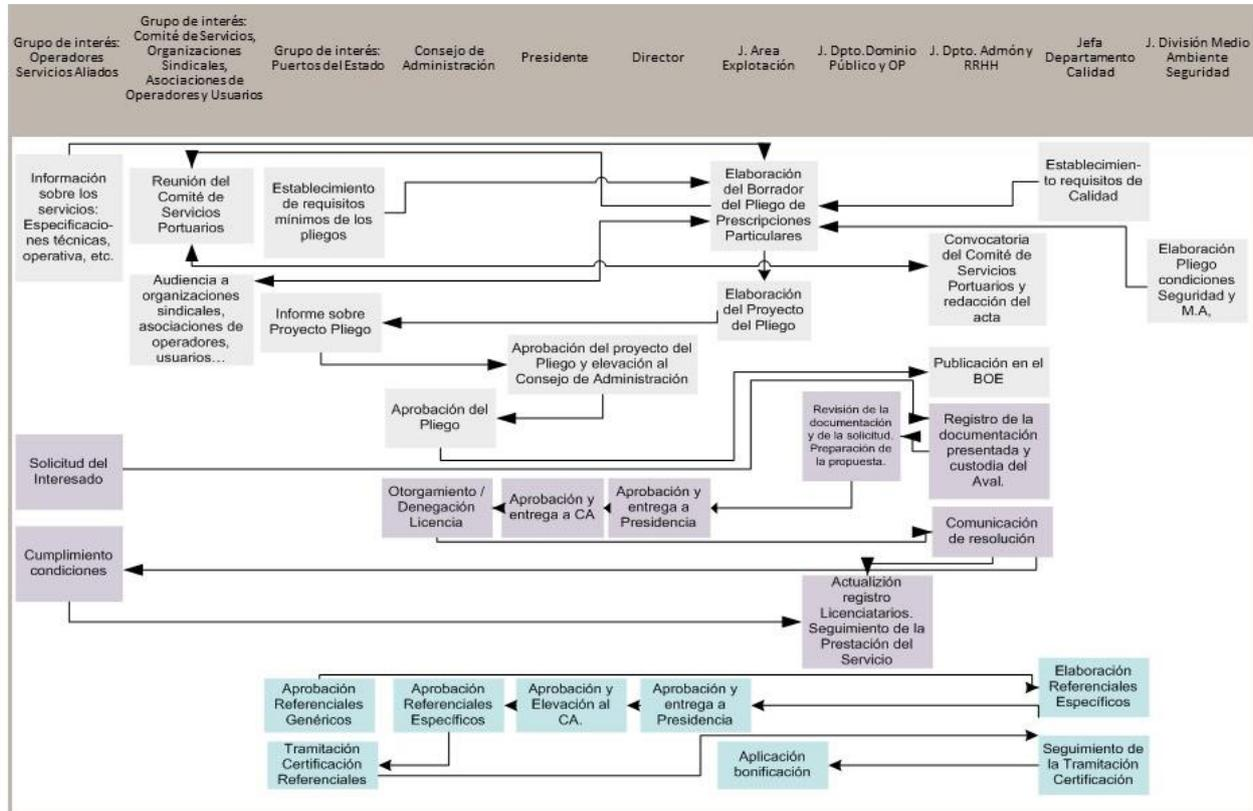 Grupo de interés:
Operadores
Servicios Aliados
Grupo de interés:
Comité de Servicios,
Organizaciones
Sindicales,
Asociaciones de
Operadores y Usuarios
Grupo de interés:
Puertos del Estado
Consejo de
Administración
Presidente
Director
J. Area
Explotación
J. Dpto.Dominio
Público y OP
J. Dpto. Admón y
RRHH
Jefa
Departamento
Calidad
J. División Medio
Ambiente
Seguridad
Información
sobre los
servicios:
Especificacio-
nes técnicas,
operativa, etc.
Reunión del
Comité de
Servicios
Portuarios
Establecimiento
de requisitos
mínimos de los
pliegos
Elaboración
del Borrador
del Pliego de
Prescripciones
Particulares
Establecimien-
to requisitos de
Calidad
Convocatoria
del Comité de
Servicios
Portuarios y
redacción del
acta
Elaboración
Pliego
condiciones
Seguridad y
M.A,
Audiencia a
organizaciones
sindicales,
asociaciones de
operadores,
usuarios…
Informe sobre
Proyecto Pliego
Elaboración
del Proyecto
del Pliego
Aprobación del proyecto del
Pliego y elevación al
Consejo de Administración
Publicación en el
BOE
Aprobación del
Pliego
Revisión de la
documentación
y de la solicitud.
Preparación de
la propuesta.
Registro de la
documentación
presentada y
custodia del
Aval.
Solicitud del
Interesado
Otorgamiento /
Denegación
Licencia
Aprobación y
entrega a CA
Aprobación y
entrega a
Presidencia
Comunicación
de resolución
Cumplimiento
condiciones
Actualizión
registro
Licenciatarios.
Seguimiento de la
Prestación del
Servicio
Aprobación
Referenciales
Genéricos
Aprobación
Referenciales
Específicos
Aprobación y
Elevación al
CA.
Aprobación y
entrega a
Presidencia
Elaboración
Referenciales
Específicos
Tramitación
Certificación
Referenciales
Aplicación
bonificación
Seguimiento de
la Tramitación
Certificación